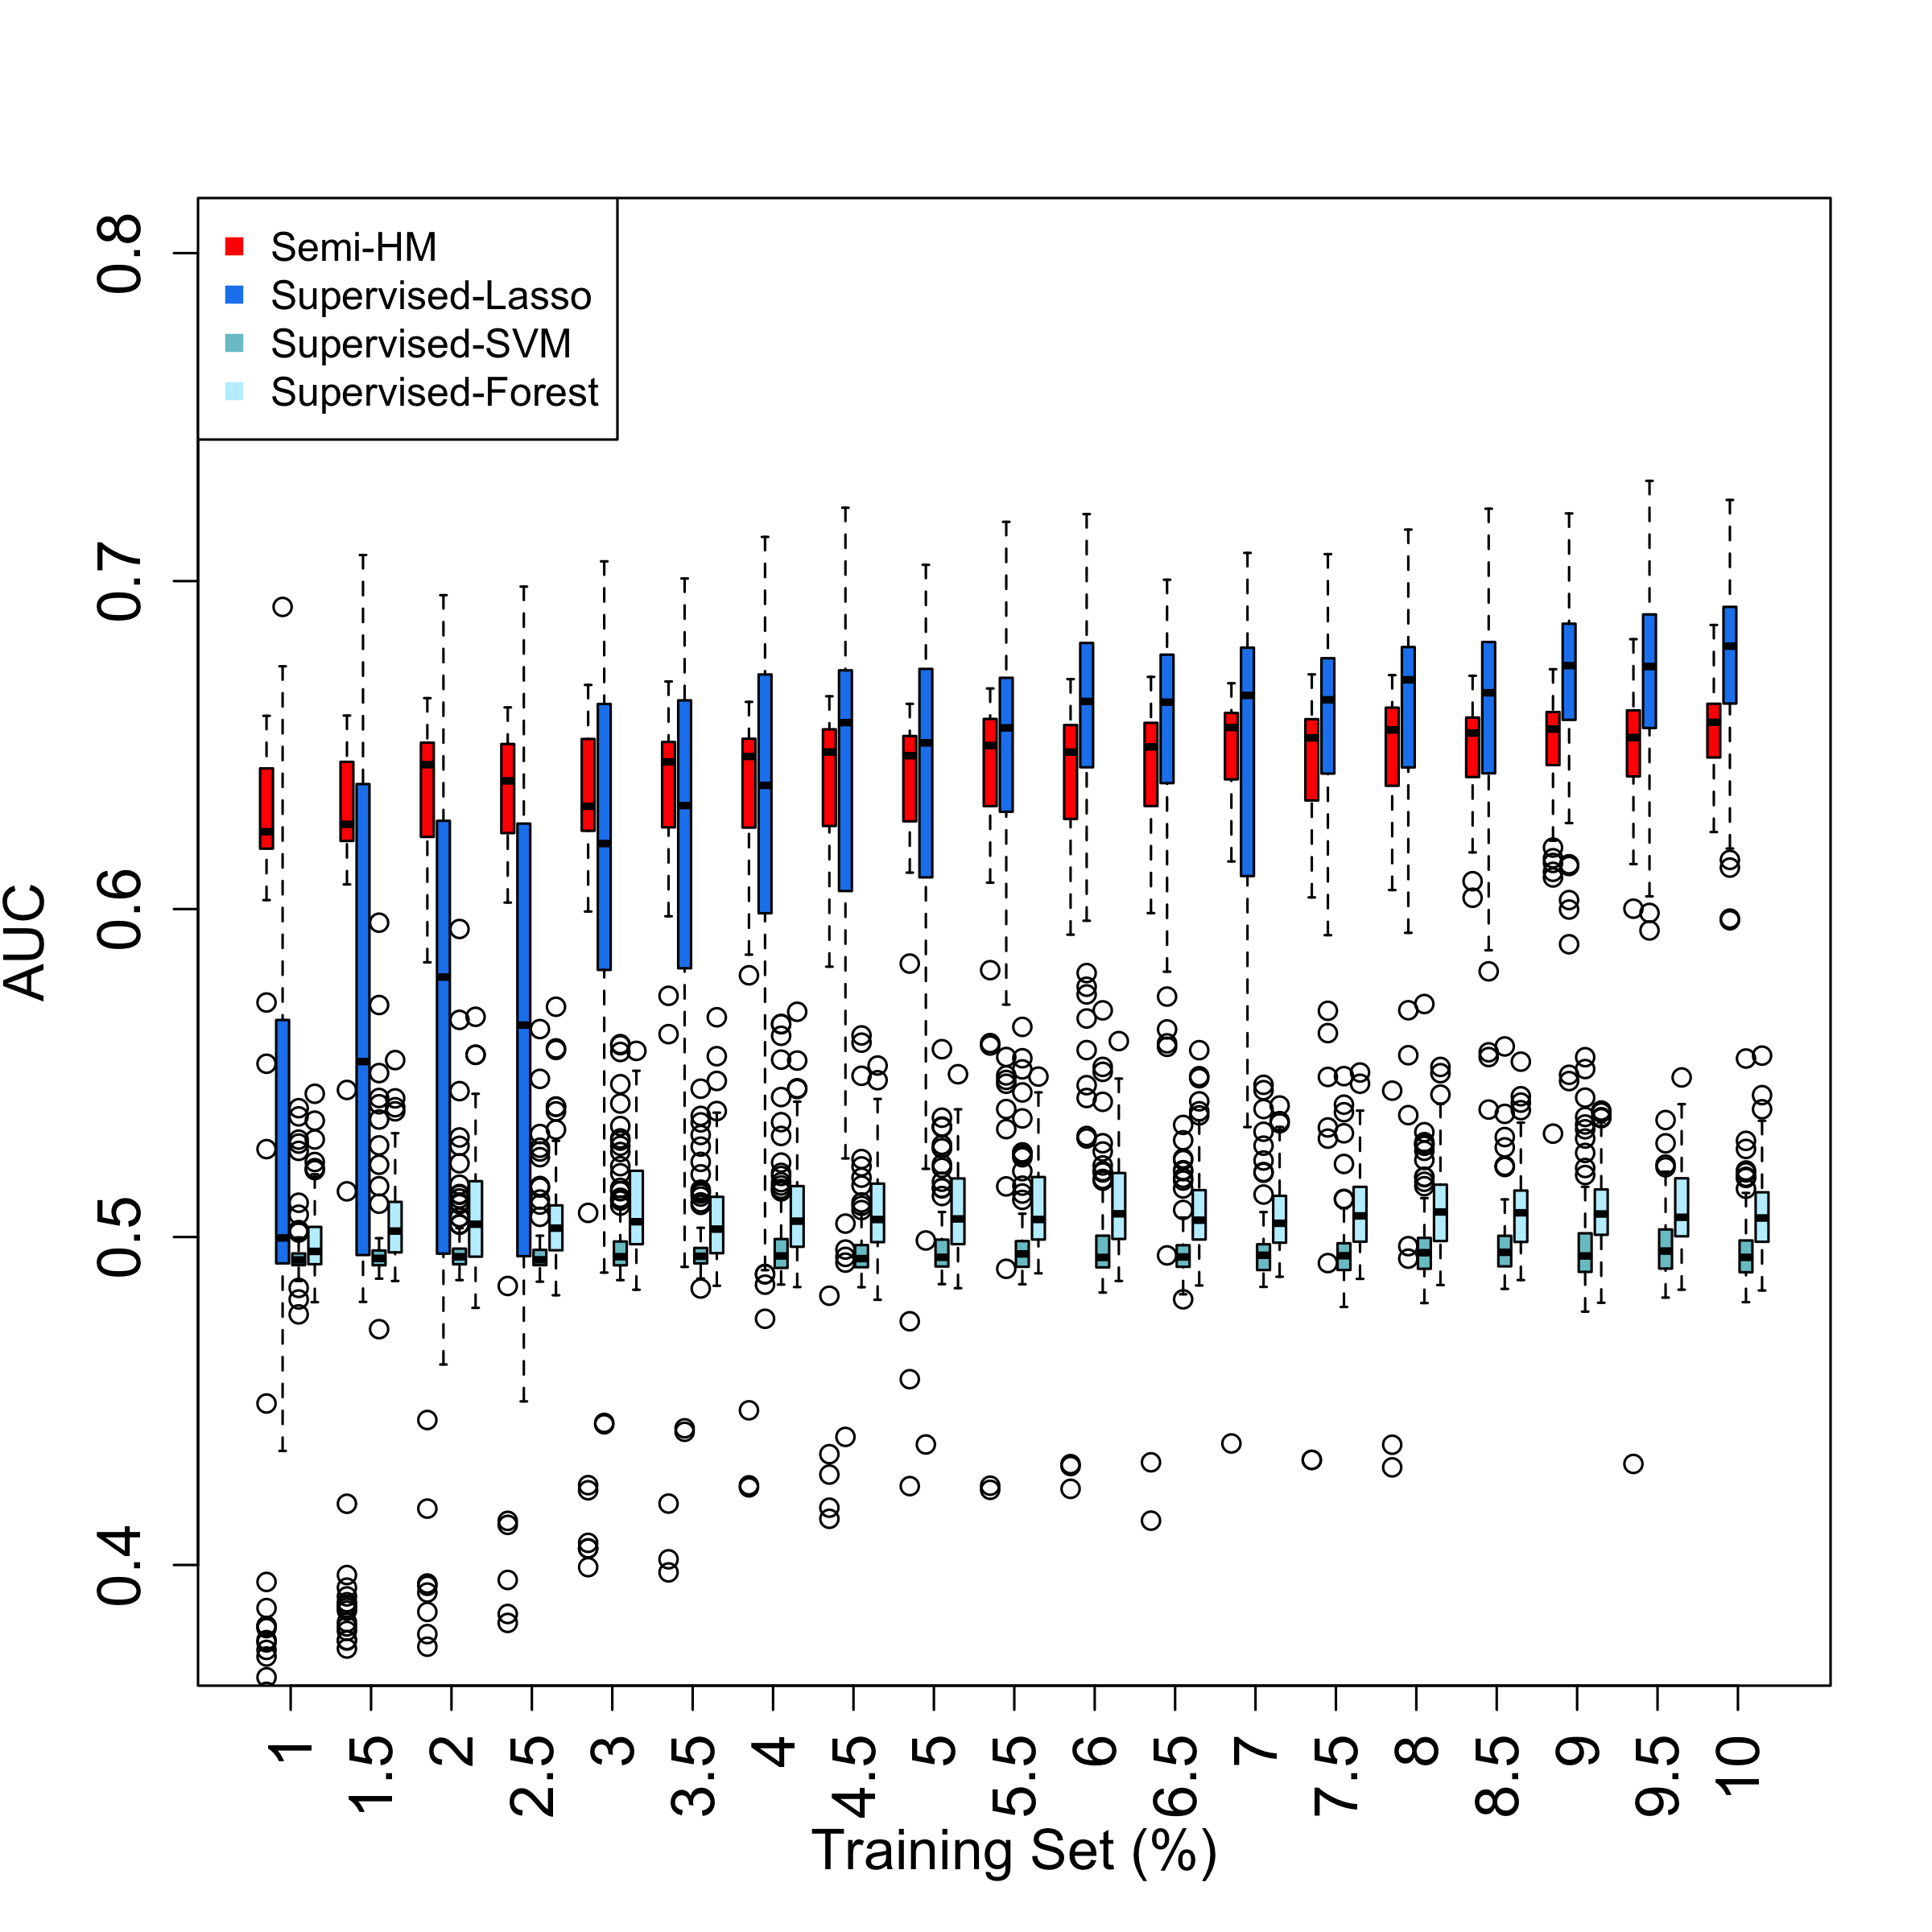 Semi-HM
Supervised-Lasso
Supervised-SVM
Supervised-Forest
AUC
0.8
0.7
0.6
0.5
0.4
1 1.5 2 2.5 3 3.5 4 4.5 5 5.5 6 6.5 7 7.5 8 8.5 9 9.5 10
Training Set (%)